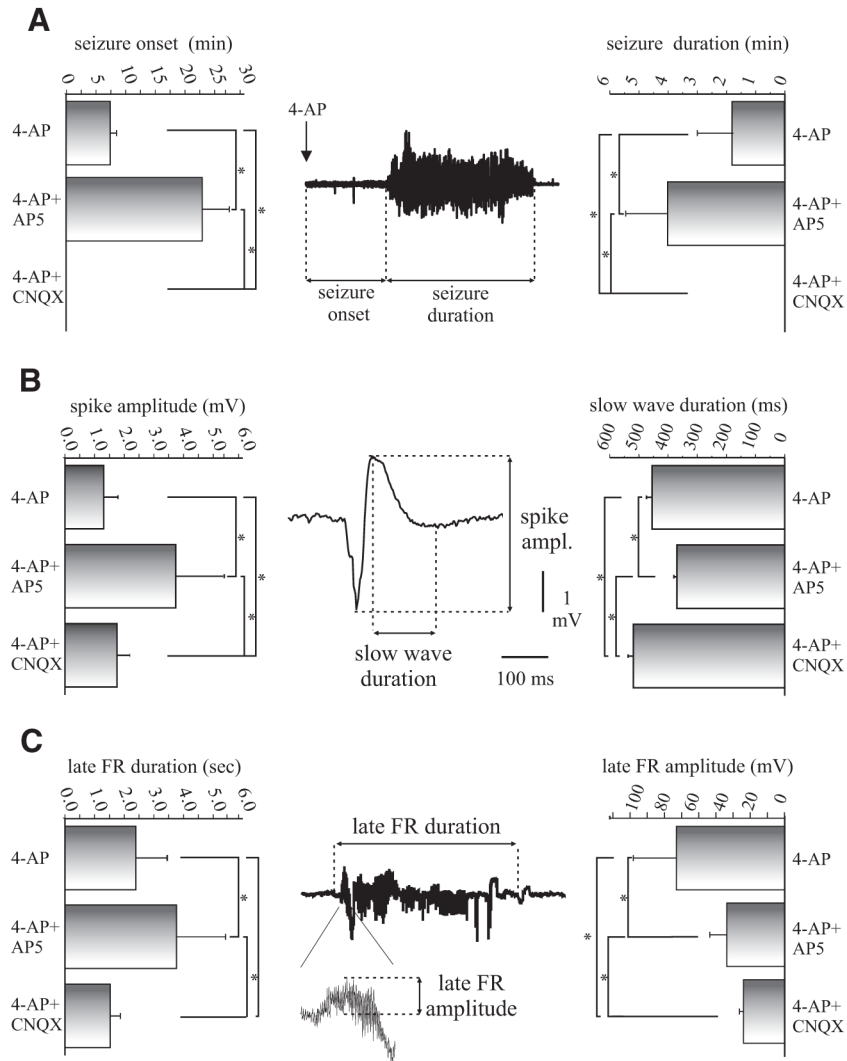 A
seizure onset (min)
0 5 10 15 20 25 30
4-AP
4-AP+
AP5
4-AP+
CNQX
*
*
*
4-AP
seizure
onset
seizure
duration
seizure duration (min)
6 5 4 3 2 1 0
4-AP
4-AP+
AP5
4-AP+
CNQX
*
*
*
B
spike amplitude (mV)
0.0 1.0 2.0 3.0 4.0 6.0
4-AP
4-AP+
AP5
4-AP+
CNQX
*
*
*
spike
ampl.
1
mV
slow wave
duration
100 ms
slow wave duration (ms)
600 500 400 300 200 100 0
4-AP
4-AP+
AP5
4-AP+
CNQX
*
*
*
C
late FR duration (sec)
0.0 1.0 2.0 3.0 4.0 6.0
4-AP
4-AP+
AP5
4-AP+
CNQX
*
*
late FR duration
late FR
amplitude
late FR amplitude (mV)
100 80 60 40 20 0
4-AP
4-AP+
AP5
4-AP+
CNQX
*
*
*